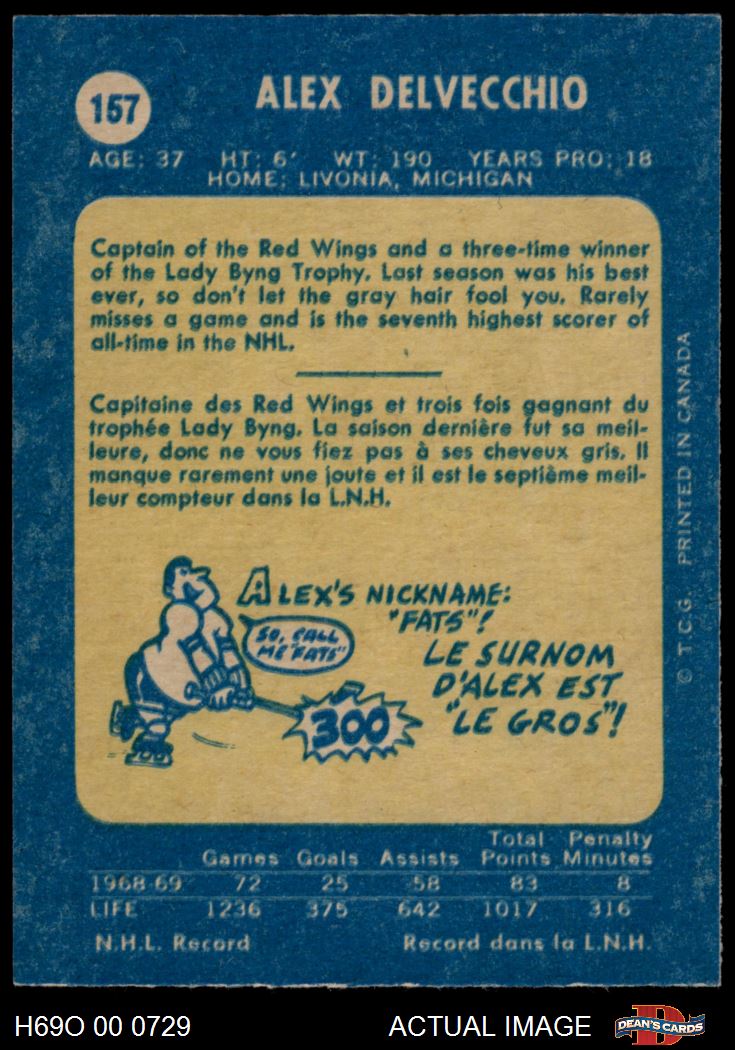 157
ALEX DELVECCHIO
AGE: 37 HT: 6' WT: 190 YEARS PRO: 18
HOME: LIVONIA, MICHIGAN
Captain of the Red Wings and a three-time winner
of the Lady Byng Trophy. Last season was his best
ever, so don't let the gray hair fool you. Rarely
misses a game and is the seventh highest scorer of
all-time in the NHL.
Capitaine des Red Wings et trois fois gagnant du
trophée Lady Byng. La saison dernière fut sa meil-
leure, donc ne vous fiez pas à ses cheveux gris. Il
manque rarement une joute et il est le septième meil-
leur compteur dans la L.N.H.
ALEX'S NICKNAME:
"FATS"!
SO, CALL
ME "FATS"
LE SURNOM
D'ALEX EST
"LE GROS"!
300
© T.C.G. PRINTED IN CANADA
Total Penalty
Games Goals Assists Points Minutes
1968-69 72 25 58 83 8
LIFE 1236 375 642 1017 316
N.H.L. Record Record dans la L.N.H.
H69O 00 0729 ACTUAL IMAGE
D
DEAN'S CARDS